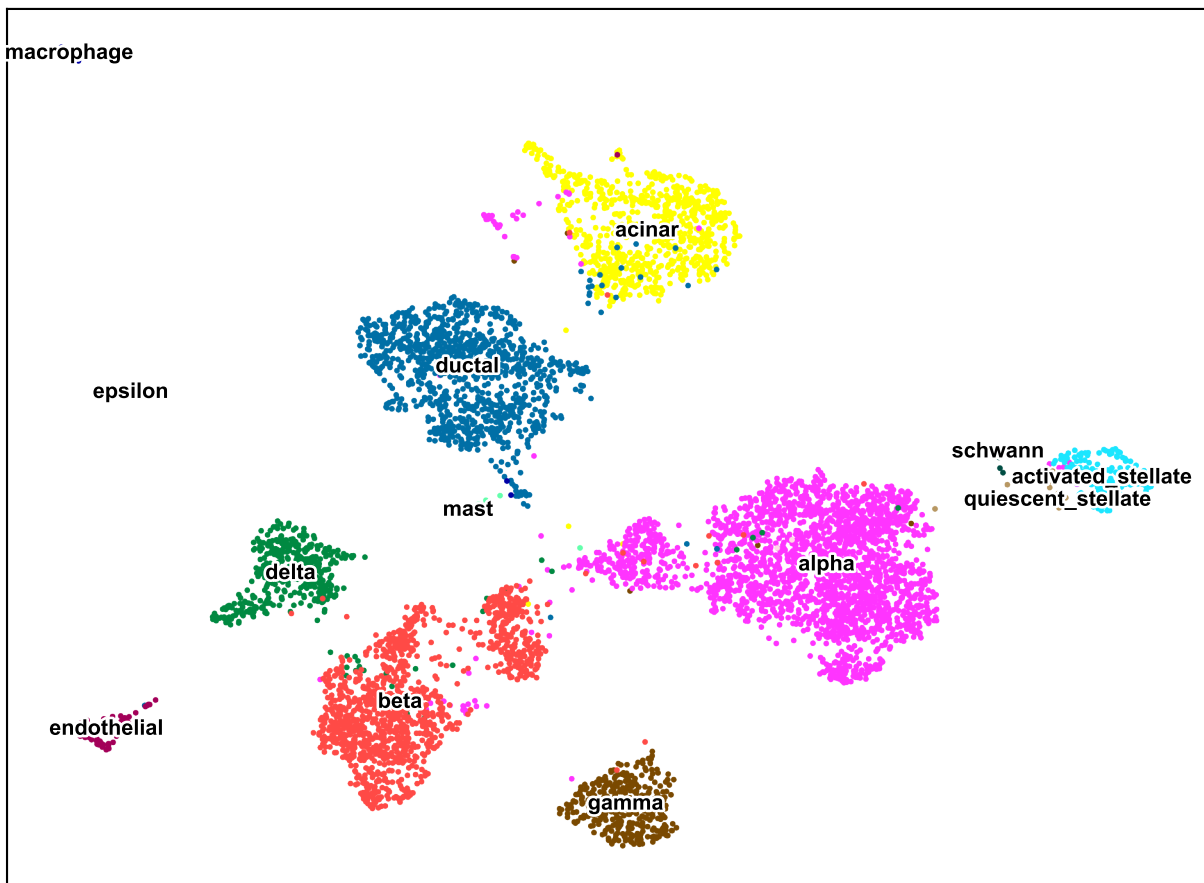 macrophage
acinar
ductal
epsilon
schwann
activated_stellate
quiescent_stellate
mast
alpha
delta
beta
endothelial
gamma